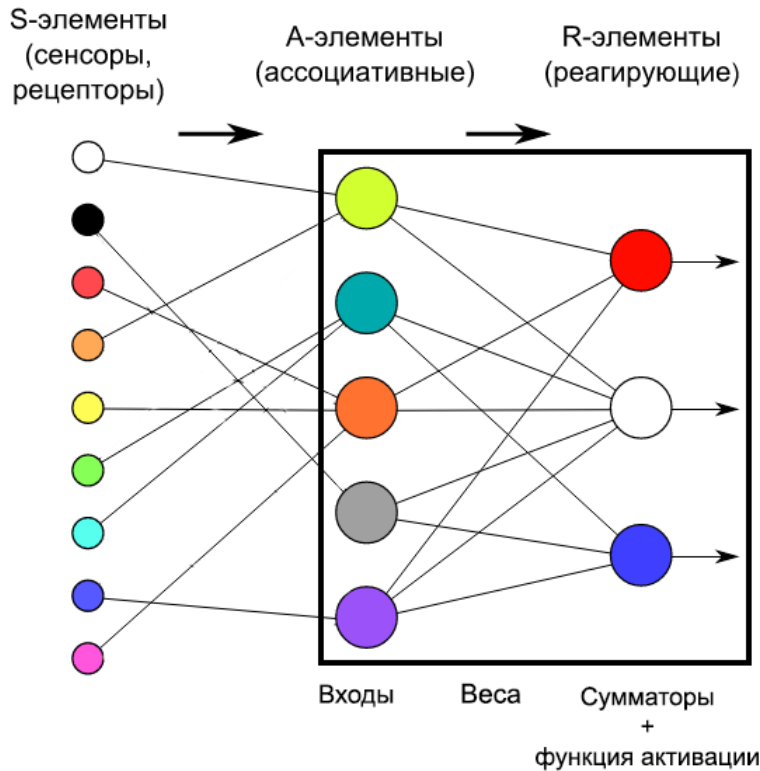 S-элементы
(сенсоры,
рецепторы)
А-элементы
(ассоциативные)
R-элементы
(реагирующие)
Входы
Веса
Сумматоры
+
функция активации